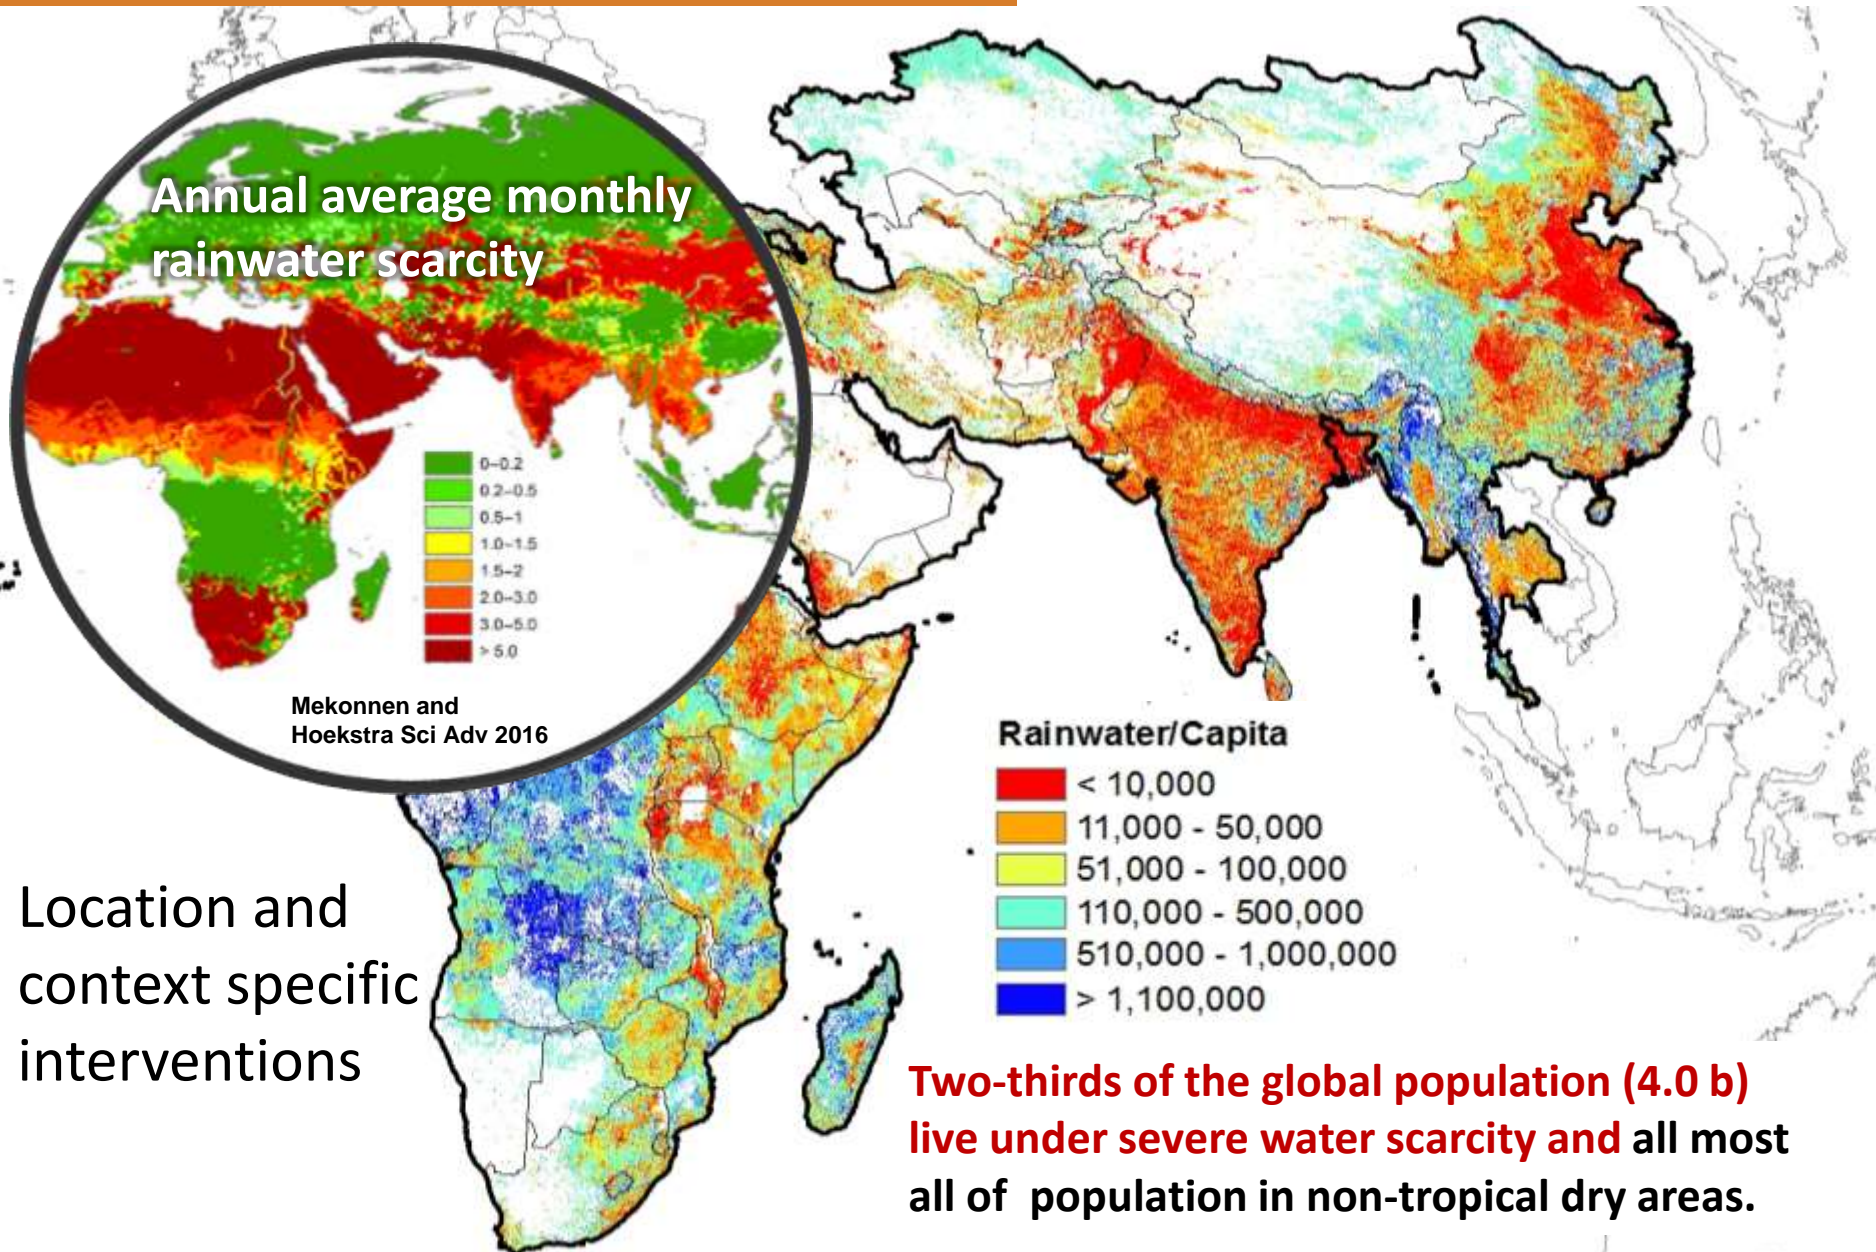 Annual average monthly
rainwater scarcity
0–0.2
0.2–0.5
0.5–1
1.0–1.5
1.5–2
2.0–3.0
3.0–5.0
> 5.0
Mekonnen and
Hoekstra Sci Adv 2016
Rainwater/Capita
< 10,000
11,000 - 50,000
51,000 - 100,000
110,000 - 500,000
510,000 - 1,000,000
> 1,100,000
Location and
context specific
interventions
Two-thirds of the global population (4.0 b)
live under severe water scarcity and all most
all of  population in non-tropical dry areas.